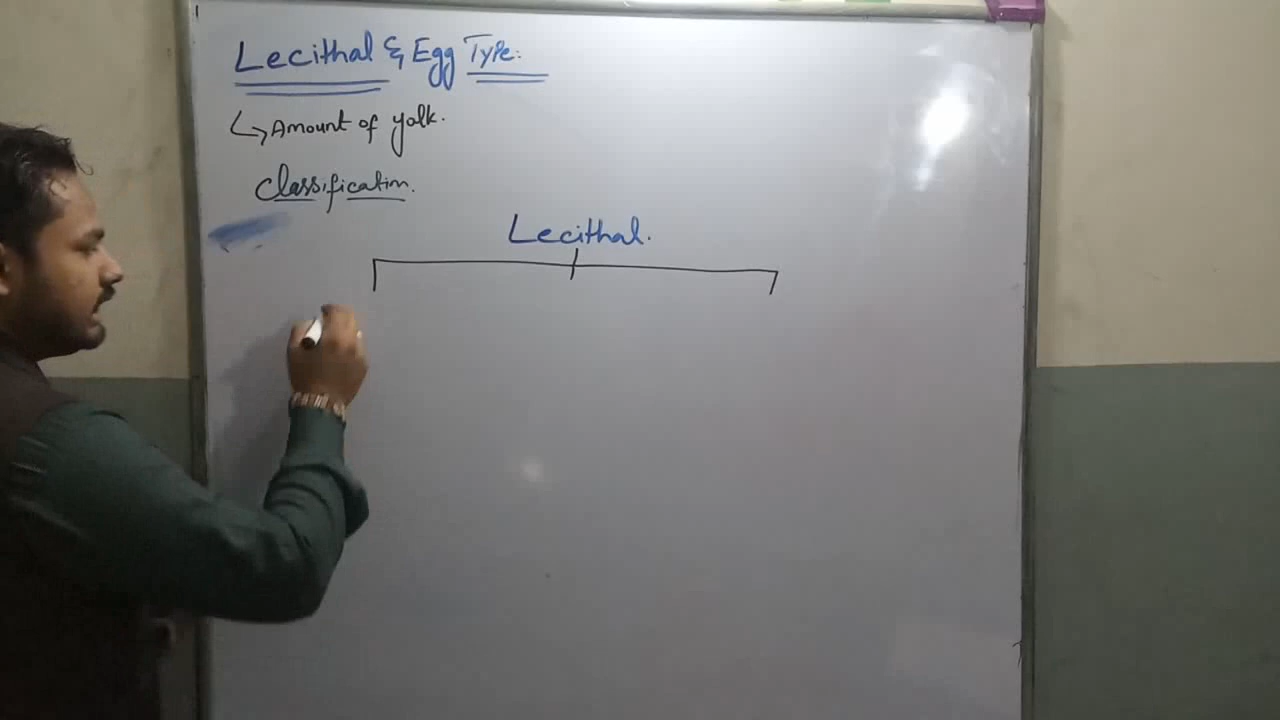 Lecithal & Egg Type:
↳ Amount of yolk.
Classification.
Lecithal.